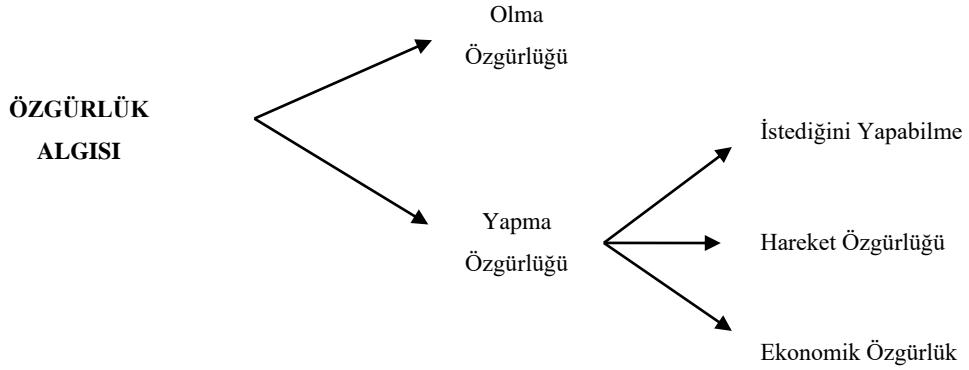 ÖZGÜRLÜK
ALGISI
Olma
Özgürlüğü
Yapma
Özgürlüğü
İstediğini Yapabilme
Hareket Özgürlüğü
Ekonomik Özgürlük